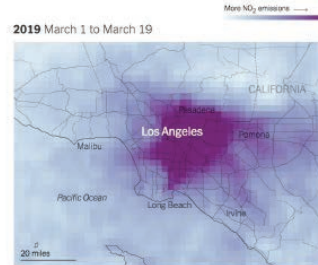 More NO₂ emissions →
2019 March 1 to March 19
CALIFORNIA
Pasadena
Los Angeles
Pomona
Malibu
Pacific Ocean
Long Beach
Irvine
20 miles